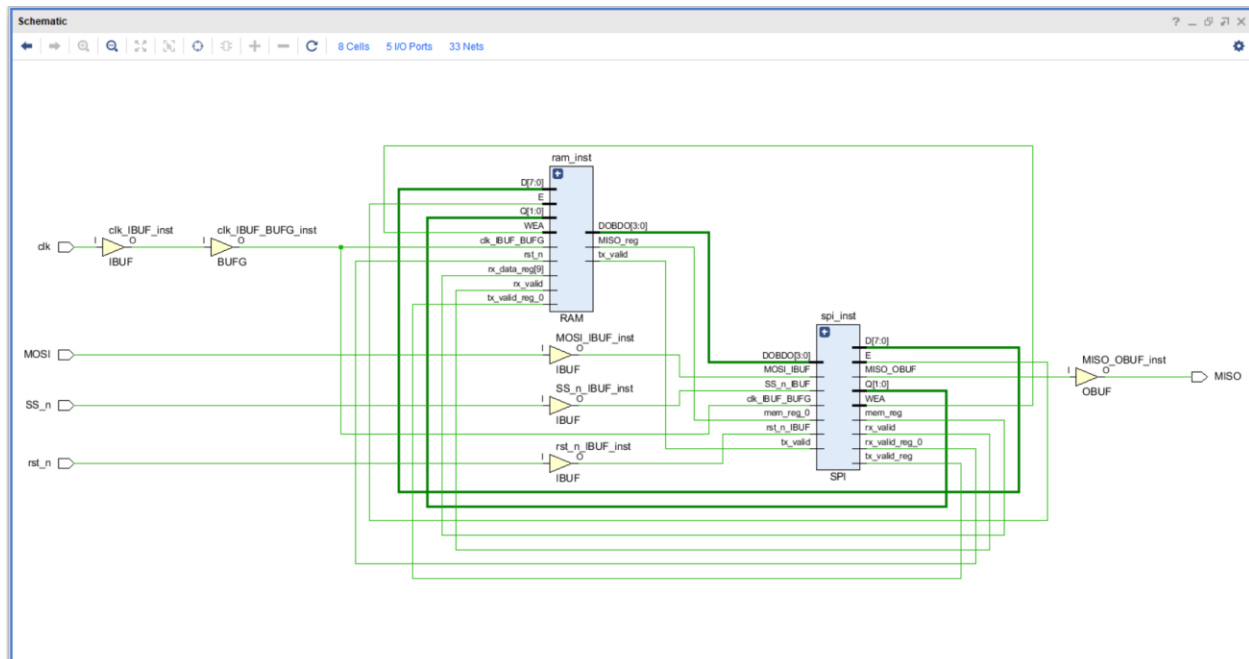 Schematic
8 Cells 5 I/O Ports 33 Nets
clk
I
O
clk_IBUF_inst
IBUF
I
O
clk_IBUF_BUFG_inst
BUFG
ram_inst
D[7:0]
E
Q[1:0]
WEA
clk_IBUF_BUFG
rst_n
rx_data_reg[9]
rx_valid
tx_valid_reg_0
DOBDO[3:0]
MISO_reg
tx_valid
RAM
MOSI
I
O
MOSI_IBUF_inst
IBUF
SS_n
I
O
SS_n_IBUF_inst
IBUF
rst_n
I
O
rst_n_IBUF_inst
IBUF
spi_inst
DOBDO[3:0]
MOSI_IBUF
SS_n_IBUF
clk_IBUF_BUFG
mem_reg_0
rst_n_IBUF
tx_valid
D[7:0]
E
MISO_OBUF
Q[1:0]
WEA
mem_reg
rx_valid
rx_valid_reg_0
tx_valid_reg
SPI
MISO_OBUF_inst
I
O
OBUF
MISO